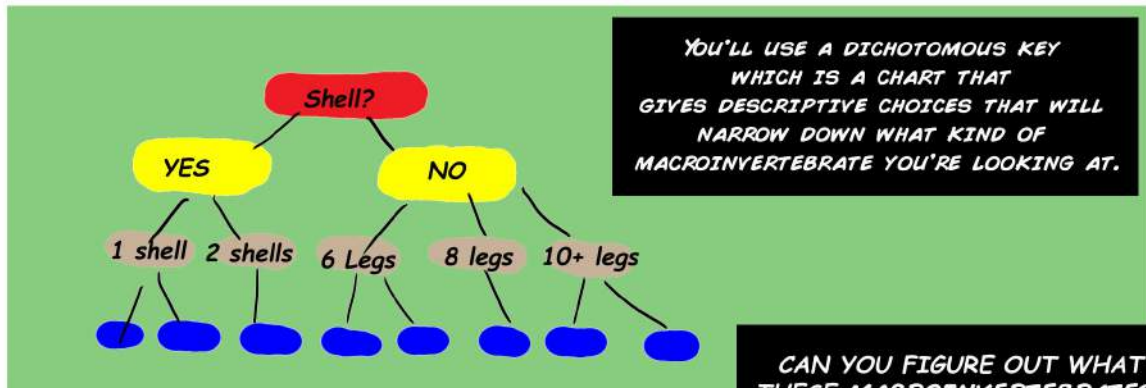 YOU'LL USE A DICHOTOMOUS KEY
WHICH IS A CHART THAT
GIVES DESCRIPTIVE CHOICES THAT WILL
NARROW DOWN WHAT KIND OF
MACROINVERTEBRATE YOU'RE LOOKING AT.
Shell?
YES
NO
1 shell
2 shells
6 Legs
8 legs
10+ legs
CAN YOU FIGURE OUT WHAT
THESE MACROINVERTEBRATE